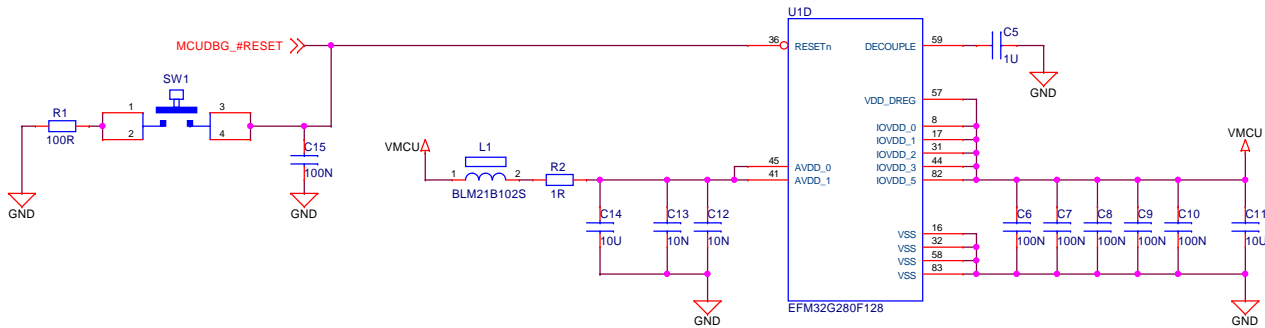 U1D
MCUDBG_#RESET
36
RESETn
DECOUPLE
59
C5
1U
GND
SW1
R1
100R
1
2
3
4
C15
100N
GND
GND
VMCU
L1
1
2
BLM21B102S
R2
1R
45
AVDD_0
41
AVDD_1
C14
10U
C13
10N
C12
10N
GND
VDD_DREG
57
IOVDD_0
8
IOVDD_1
17
IOVDD_2
31
IOVDD_3
44
IOVDD_5
82
VMCU
VSS
16
VSS
32
VSS
58
VSS
83
C6
100N
C7
100N
C8
100N
C9
100N
C10
100N
C11
10U
GND
EFM32G280F128